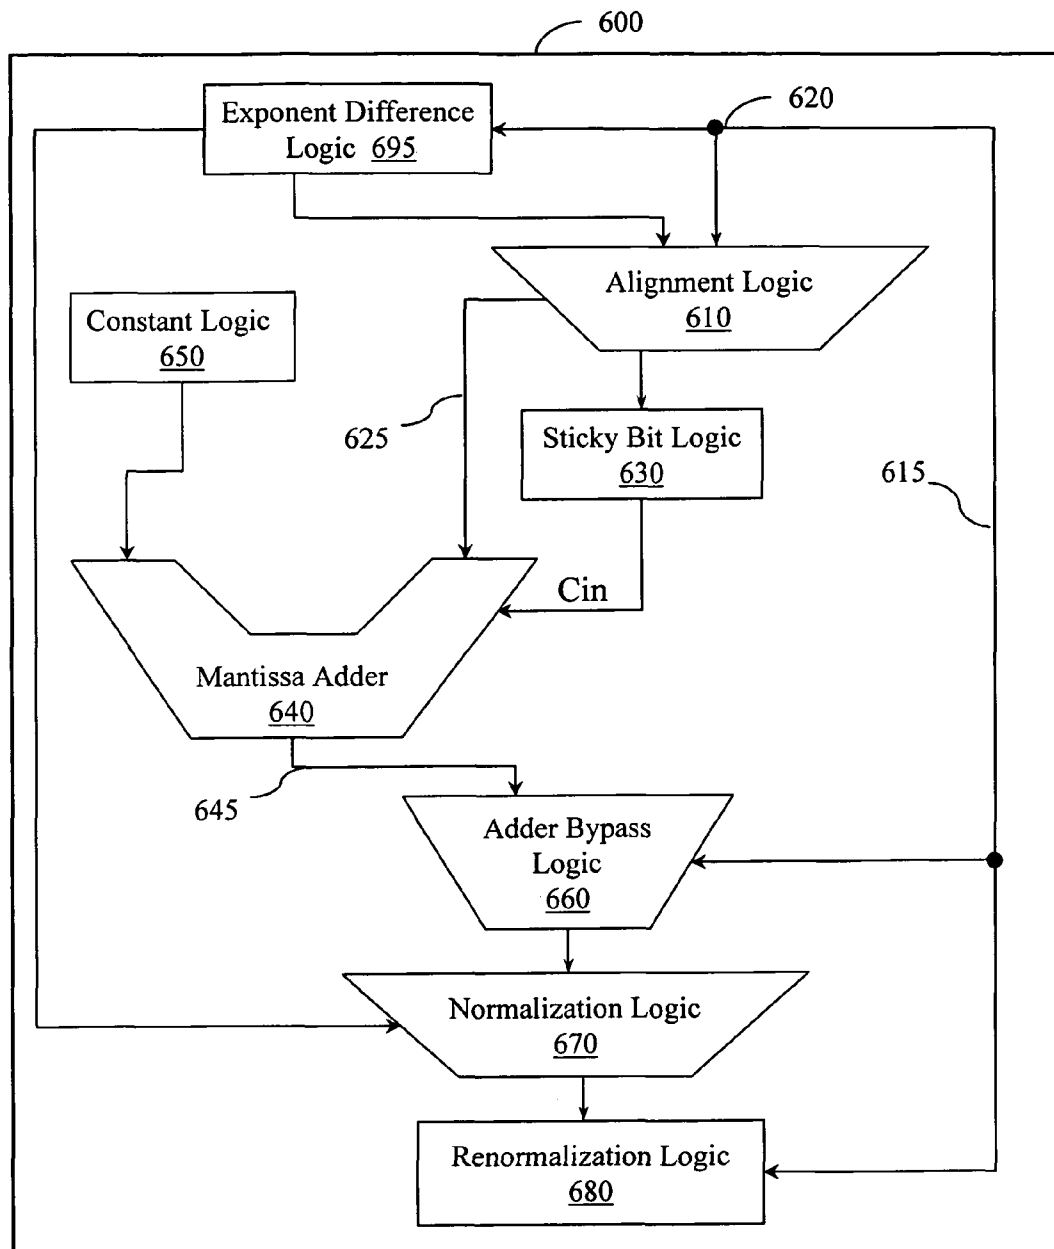 600
620
Exponent Difference
Logic 695
Alignment Logic
610
Constant Logic
650
625
Sticky Bit Logic
630
615
Cin
Mantissa Adder
640
645
Adder Bypass
Logic
660
Normalization Logic
670
Renormalization Logic
680